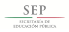 SEP
SECRETARÍA DE
EDUCACIÓN PÚBLICA